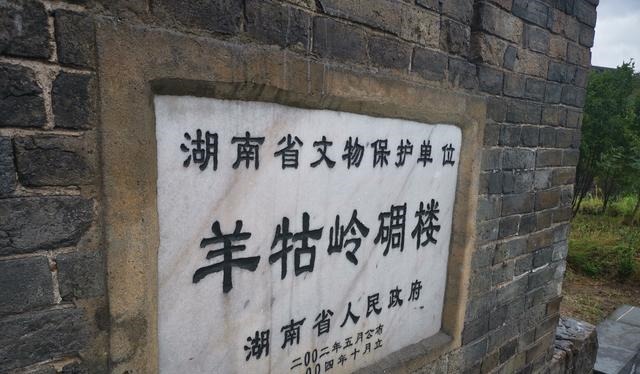 湖南省文物保护单位
羊牯岭碉楼
湖南省人民政府
二〇〇二年五月公布
〇〇四年十月立